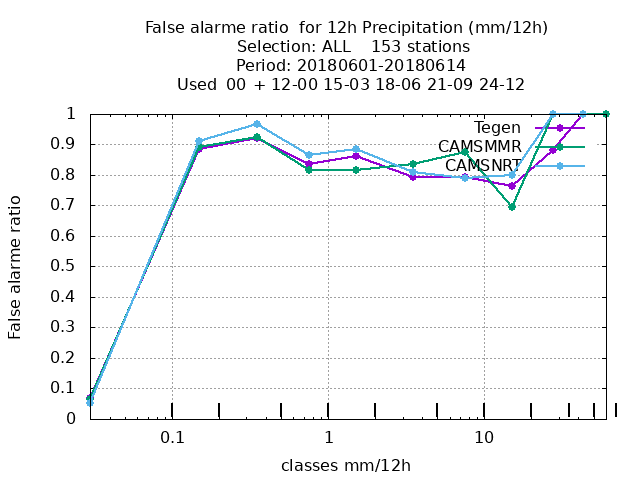 False alarme ratio  for 12h Precipitation (mm/12h)
Selection: ALL    153 stations
Period: 20180601-20180614
Used  00 + 12-00 15-03 18-06 21-09 24-12
1
0.9
0.8
0.7
0.6
0.5
0.4
0.3
0.2
0.1
0
False alarme ratio
Tegen
CAMSMMR
CAMSNRT
0.1
1
10
classes mm/12h